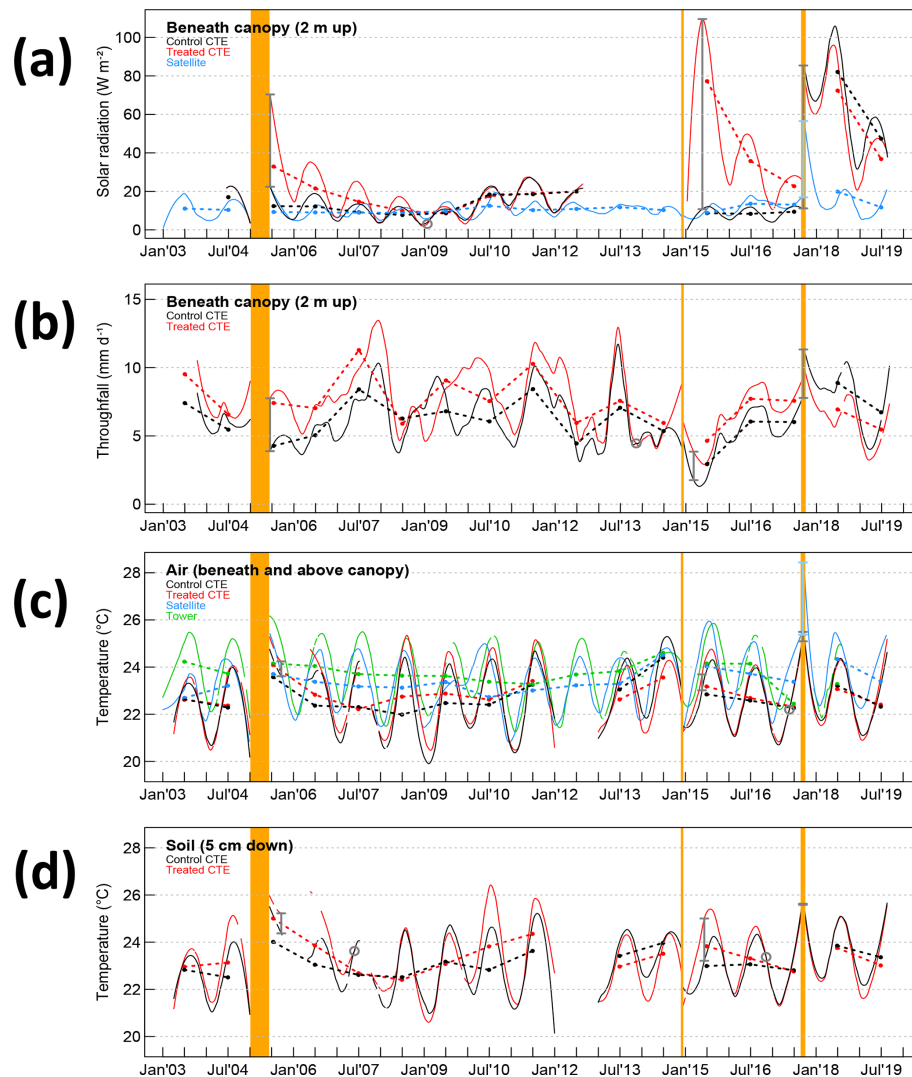 (a)
Beneath canopy (2 m up)
Control CTE
Treated CTE
Satellite
Solar radiation (W m⁻²)
100
80
60
40
20
0
Jan'03 Jul'04 Jan'06 Jul'07 Jan'09 Jul'10 Jan'12 Jul'13 Jan'15 Jul'16 Jan'18 Jul'19
(b)
Beneath canopy (2 m up)
Control CTE
Treated CTE
Throughfall (mm d⁻¹)
15
10
5
0
Jan'03 Jul'04 Jan'06 Jul'07 Jan'09 Jul'10 Jan'12 Jul'13 Jan'15 Jul'16 Jan'18 Jul'19
(c)
Air (beneath and above canopy)
Control CTE
Treated CTE
Satellite
Tower
Temperature (°C)
28
26
24
22
20
Jan'03 Jul'04 Jan'06 Jul'07 Jan'09 Jul'10 Jan'12 Jul'13 Jan'15 Jul'16 Jan'18 Jul'19
(d)
Soil (5 cm down)
Control CTE
Treated CTE
Temperature (°C)
28
26
24
22
20
Jan'03 Jul'04 Jan'06 Jul'07 Jan'09 Jul'10 Jan'12 Jul'13 Jan'15 Jul'16 Jan'18 Jul'19